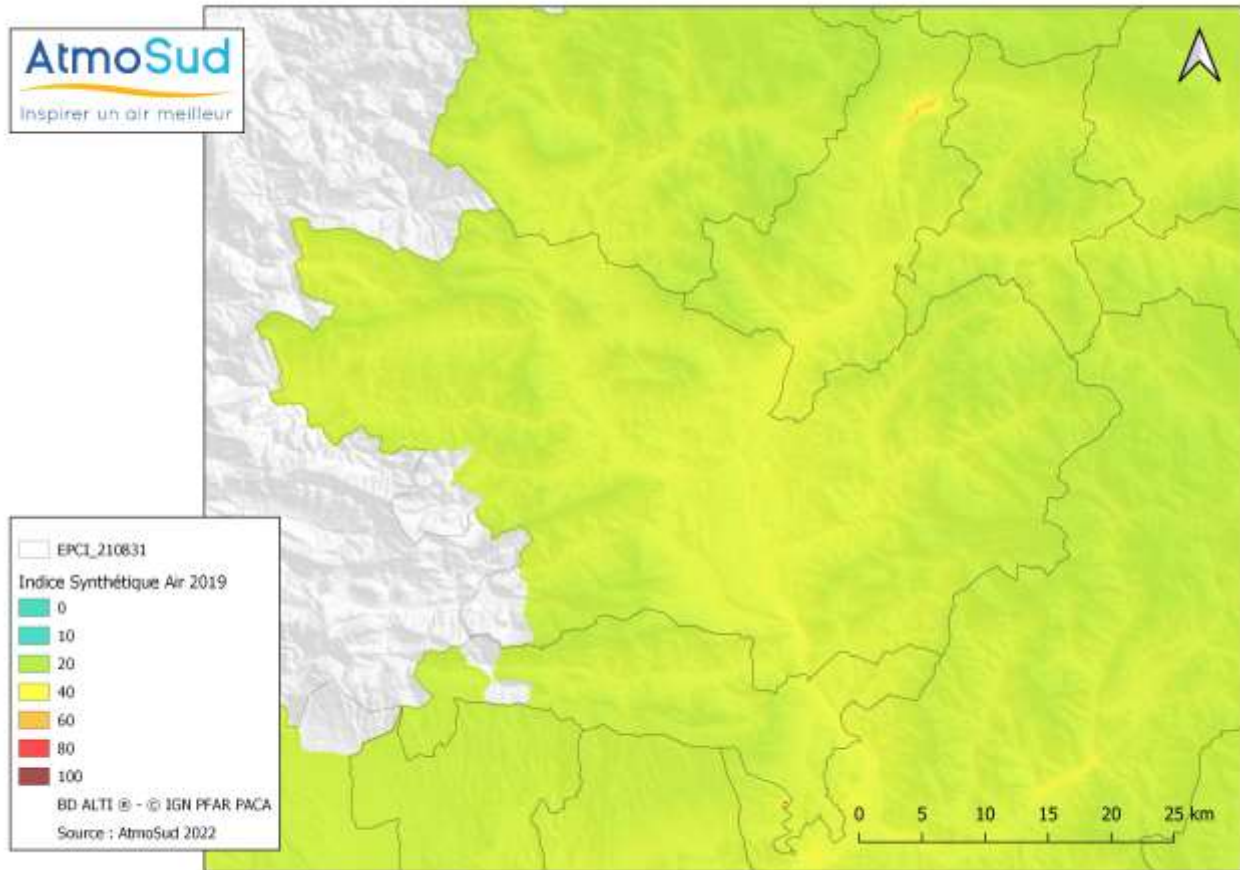 AtmoSud
Inspirer un air meilleur
EPCI_210831
Indice Synthétique Air 2019
0
10
20
40
60
80
100
BD ALTI ® - © IGN PFAR PACA
Source : AtmoSud 2022
0 5 10 15 20 25 km